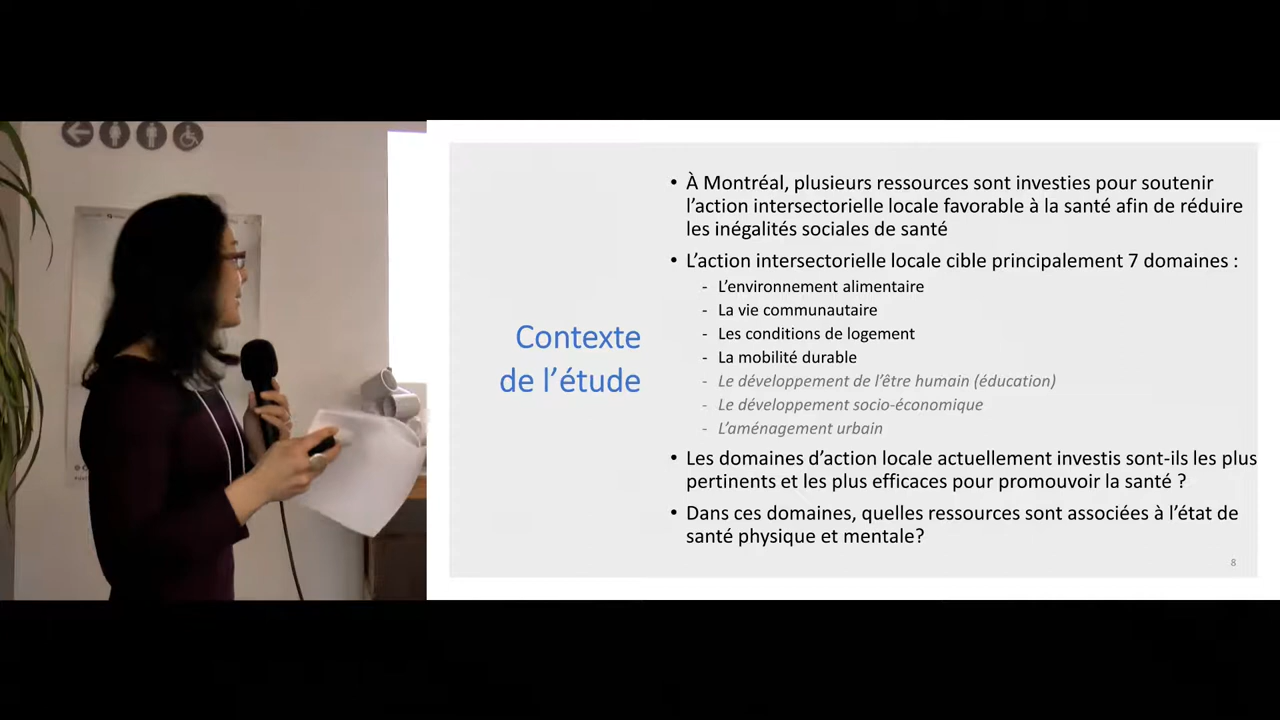 Contexte
de l'étude
• À Montréal, plusieurs ressources sont investies pour soutenir
l'action intersectorielle locale favorable à la santé afin de réduire
les inégalités sociales de santé
• L'action intersectorielle locale cible principalement 7 domaines :
- L'environnement alimentaire
- La vie communautaire
- Les conditions de logement
- La mobilité durable
- Le développement de l'être humain (éducation)
- Le développement socio-économique
- L'aménagement urbain
• Les domaines d'action locale actuellement investis sont-ils les plus
pertinents et les plus efficaces pour promouvoir la santé ?
• Dans ces domaines, quelles ressources sont associées à l'état de
santé physique et mentale?
8